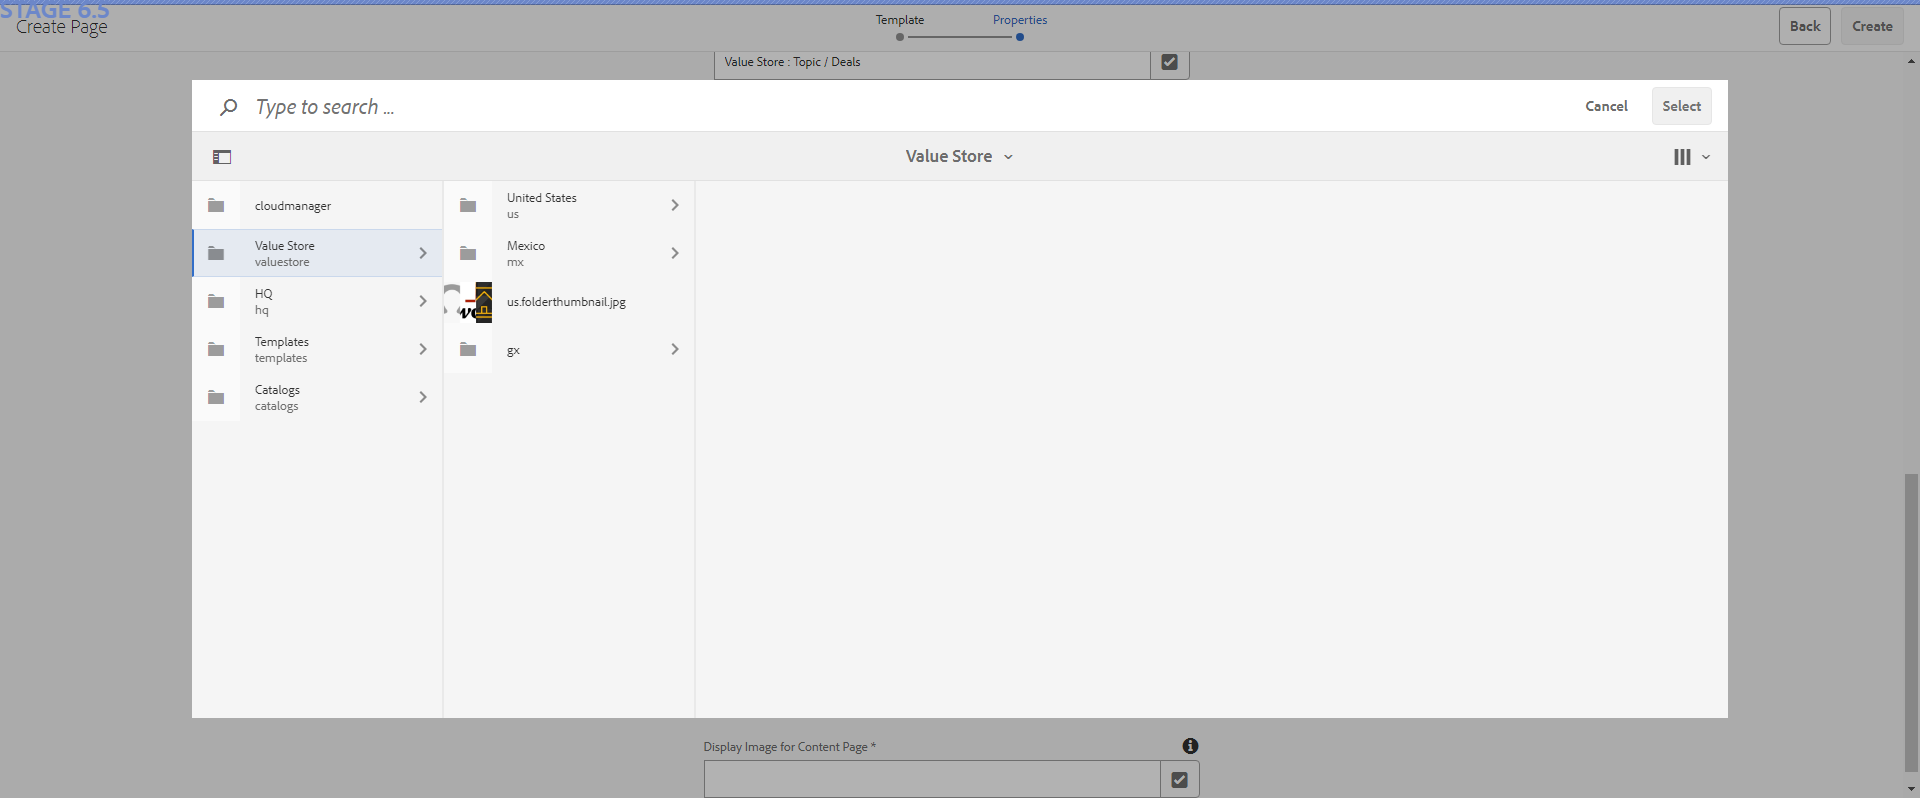 STAGE 6.5
Create Page
Template
Properties
Back
Create
Value Store : Topic / Deals
Type to search ...
Cancel
Select
Value Store
cloudmanager
Value Store
valuestore
HQ
hq
Templates
templates
Catalogs
catalogs
United States
us
Mexico
mx
us.folderthumbnail.jpg
gx
Display Image for Content Page *